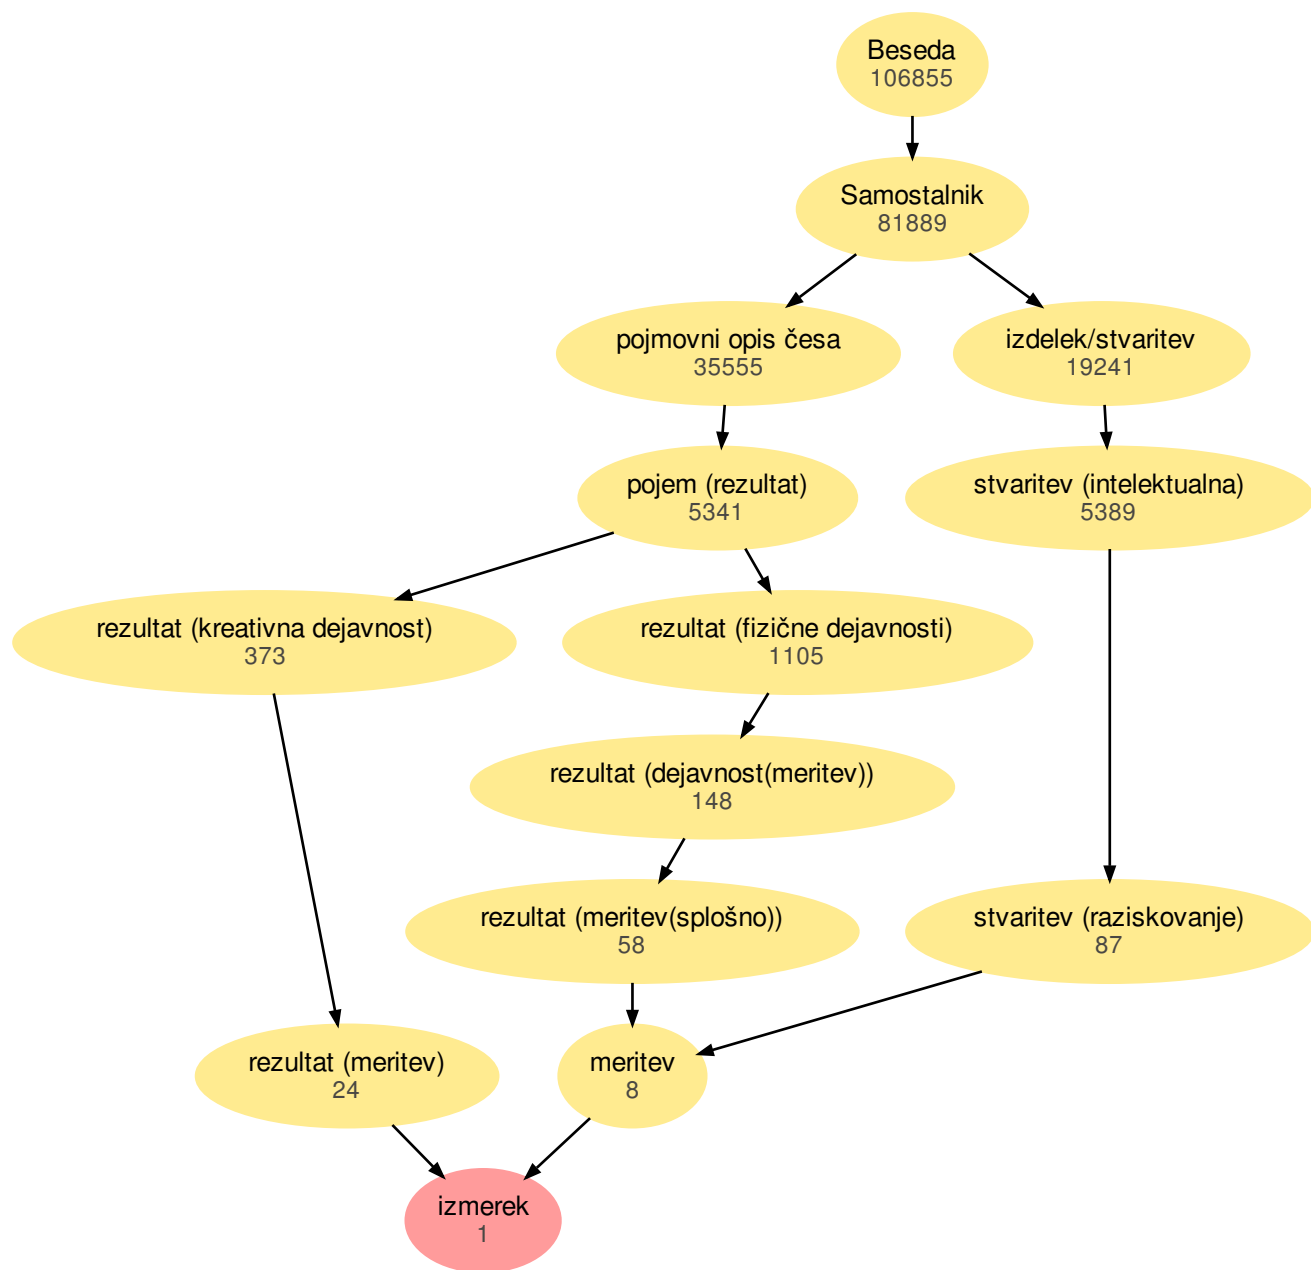 Beseda
106855
Samostalnik
81889
pojmovni opis česa
35555
izdelek/stvaritev
19241
pojem (rezultat)
5341
stvaritev (intelektualna)
5389
rezultat (kreativna dejavnost)
373
rezultat (fizične dejavnosti)
1105
rezultat (dejavnost(meritev))
148
rezultat (meritev(splošno))
58
stvaritev (raziskovanje)
87
rezultat (meritev)
24
meritev
8
izmerek
1